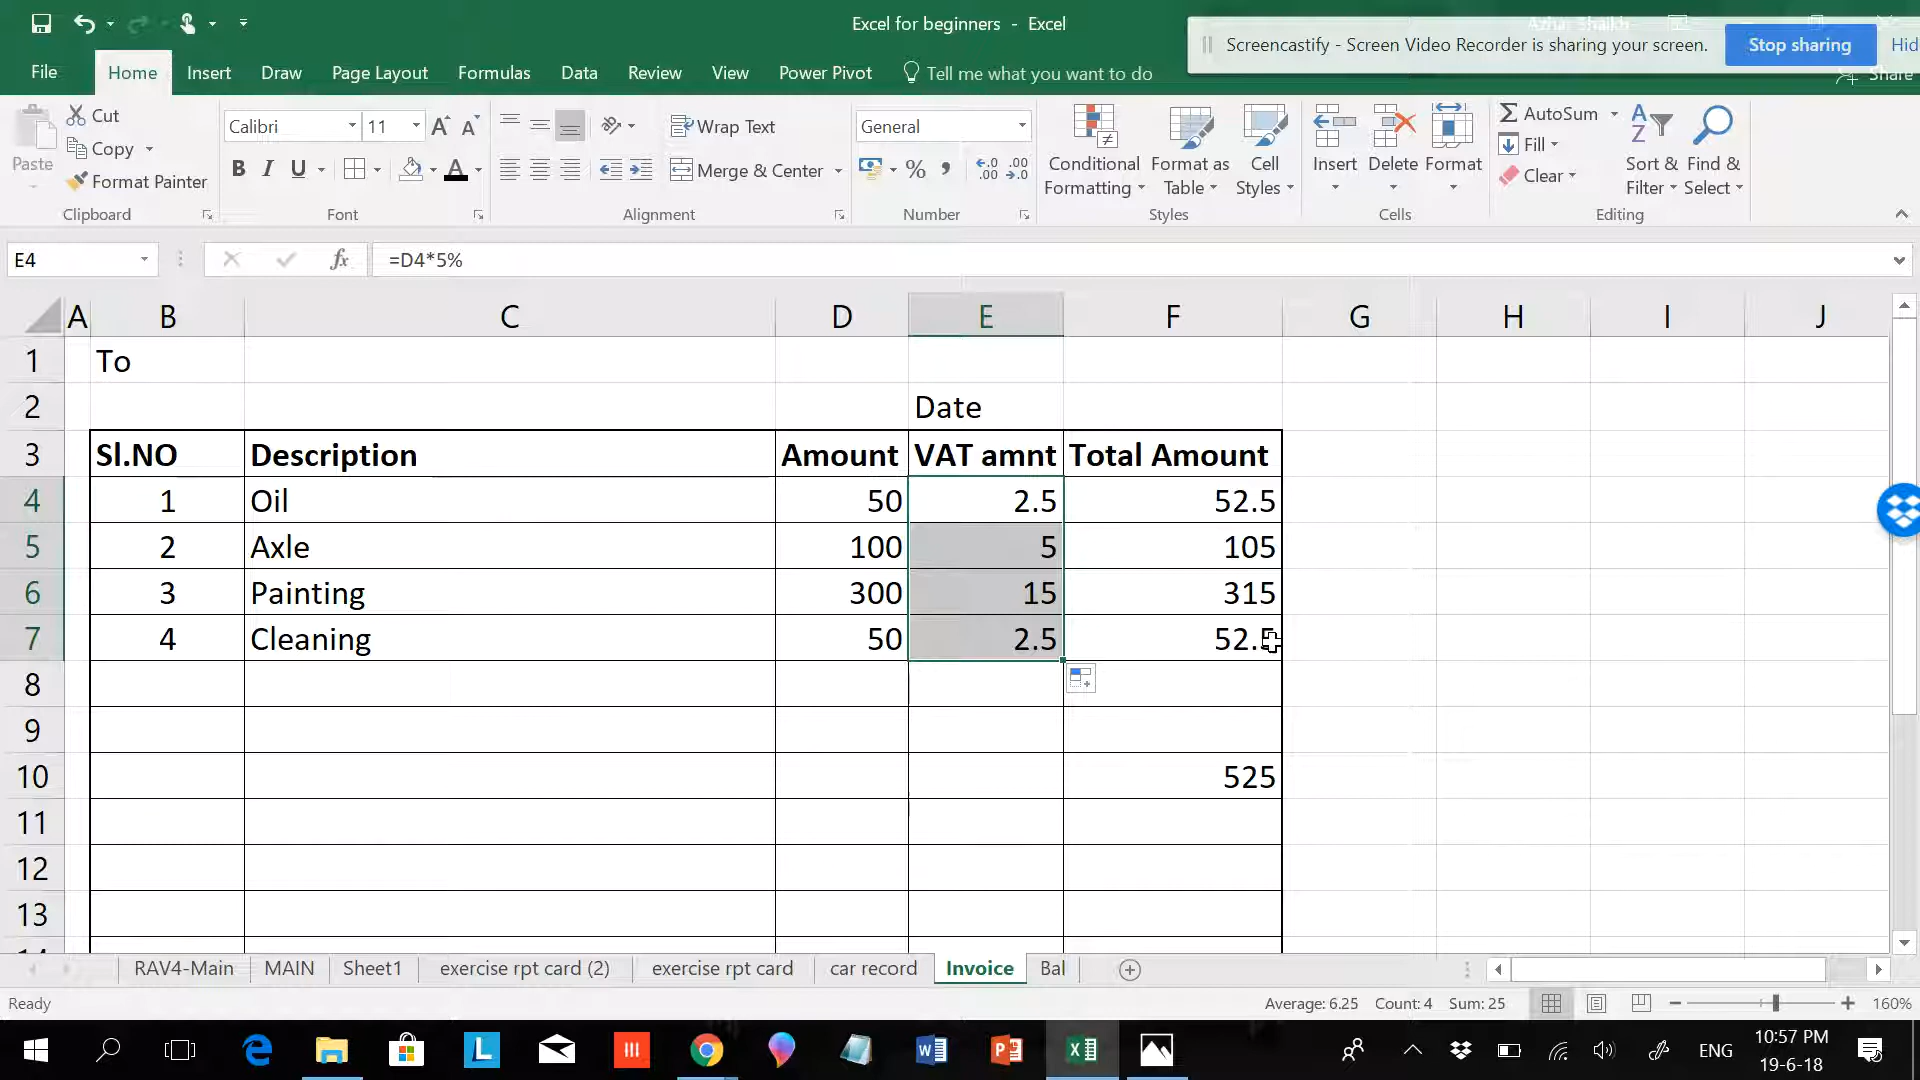 Excel for beginners - Excel
Screencastify - Screen Video Recorder is sharing your screen. Stop sharing Hid
File Home Insert Draw Page Layout Formulas Data Review View Power Pivot Tell me what you want to do Share
Paste Cut
Copy
Format Painter
Calibri 11
B I U
Wrap Text
Merge & Center
General
%
Conditional Formatting
Format as Table
Cell Styles
Insert Delete Format
AutoSum
Fill
Clear
Sort & Filter
Find & Select
Clipboard Font Alignment Number Styles Cells Editing
E4 fx =D4*5%
A B C D E F G H I J
1 To
2 Date
3 Sl.NO Description Amount VAT amnt Total Amount
4 1 Oil 50 2.5 52.5
5 2 Axle 100 5 105
6 3 Painting 300 15 315
7 4 Cleaning 50 2.5 52.5
8
9
10 525
11
12
13
RAV4-Main MAIN Sheet1 exercise rpt card (2) exercise rpt card car record Invoice Bal
Ready Average: 6.25 Count: 4 Sum: 25 160%
ENG 10:57 PM
19-6-18